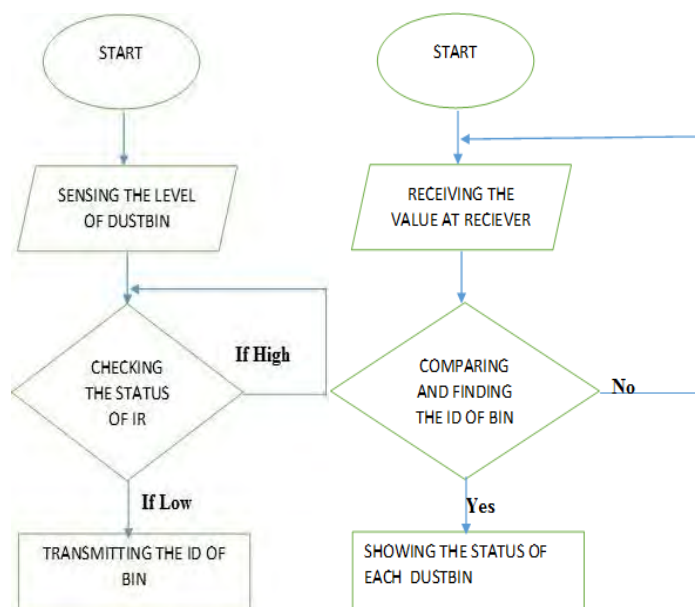 START
SENSING THE LEVEL
OF DUSTBIN
CHECKING
THE STATUS
OF IR
If High
If Low
TRANSMITTING THE ID OF
BIN
START
RECEIVING THE
VALUE AT RECIEVER
COMPARING
AND FINDING
THE ID OF BIN
No
Yes
SHOWING THE STATUS OF
EACH DUSTBIN